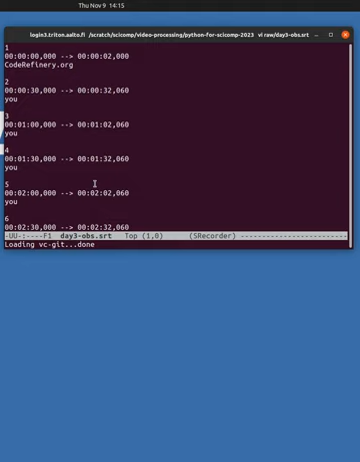 Thu Nov 9 14:15
login3.triton.aalto.fi /scratch/scicomp/video-processing/python-for-scicomp-2023 vi raw/day3-obs.srt
1
00:00:00,000 --> 00:00:02,000
CodeRefinery.org
2
00:00:30,000 --> 00:00:32,060
you
3
00:01:00,000 --> 00:01:02,060
you
4
00:01:30,000 --> 00:01:32,060
you
5
00:02:00,000 --> 00:02:02,060
you
6
00:02:30,000 --> 00:02:32,060
-UU-:----F1 day3-obs.srt Top (1,0) (SRecorder) ----------------------------
Loading vc-git...done